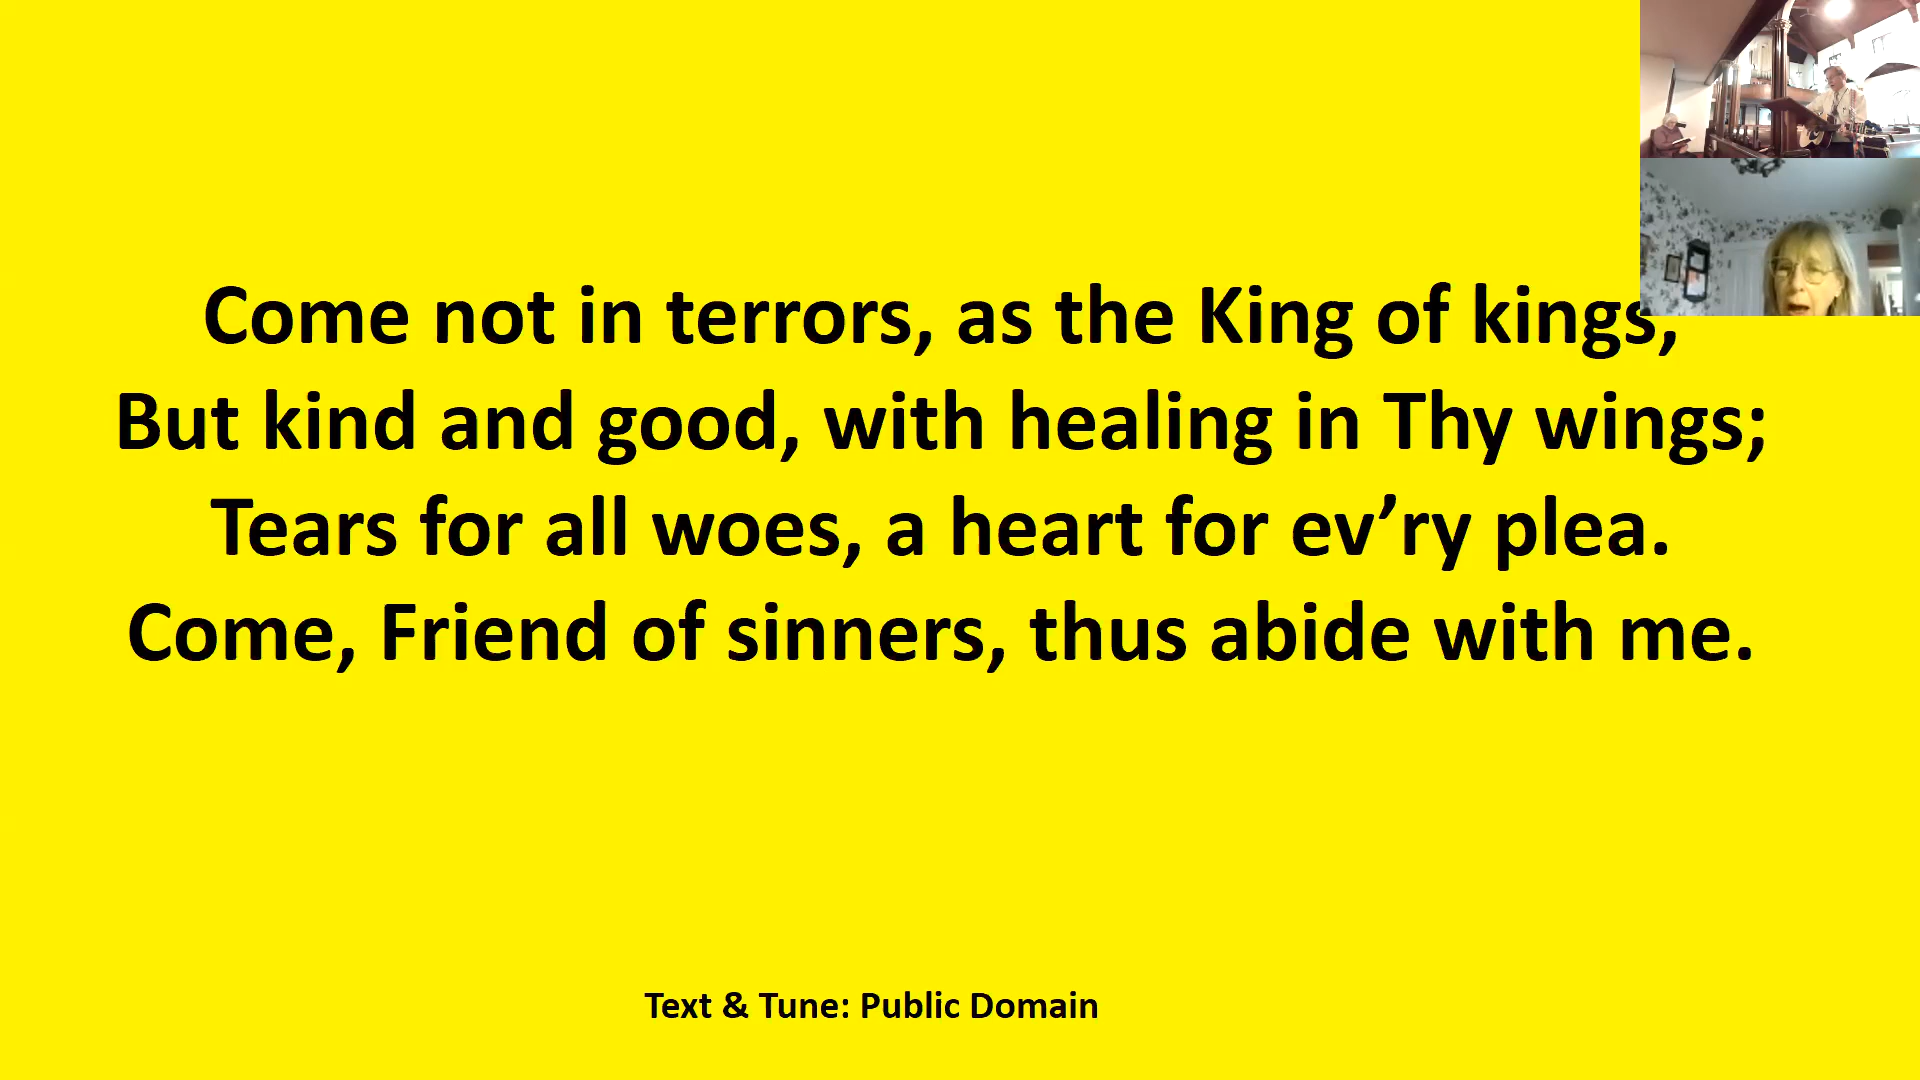 Come not in terrors, as the King of kings,
But kind and good, with healing in Thy wings;
Tears for all woes, a heart for ev’ry plea.
Come, Friend of sinners, thus abide with me.
Text & Tune: Public Domain